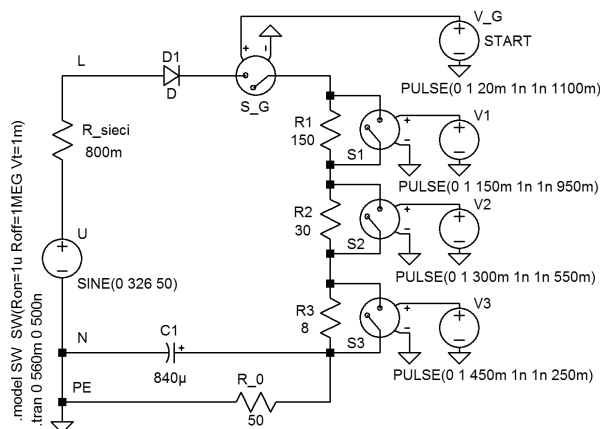 V_G
START
PULSE(0 1 20m 1n 1n 1100m)
+
−
+
−
L
D1
D
S_G
R_sieci
800m
R1
150
S1
+
−
V1
+
−
PULSE(0 1 150m 1n 1n 950m)
R2
30
S2
+
−
V2
+
−
PULSE(0 1 300m 1n 1n 550m)
U
+
−
SINE(0 326 50)
R3
8
S3
+
−
V3
+
−
PULSE(0 1 450m 1n 1n 250m)
N
C1
+
840µ
PE
R_0
50
.model SW SW(Ron=1u Roff=1MEG Vt=1m)
.tran 0 560m 0 500n